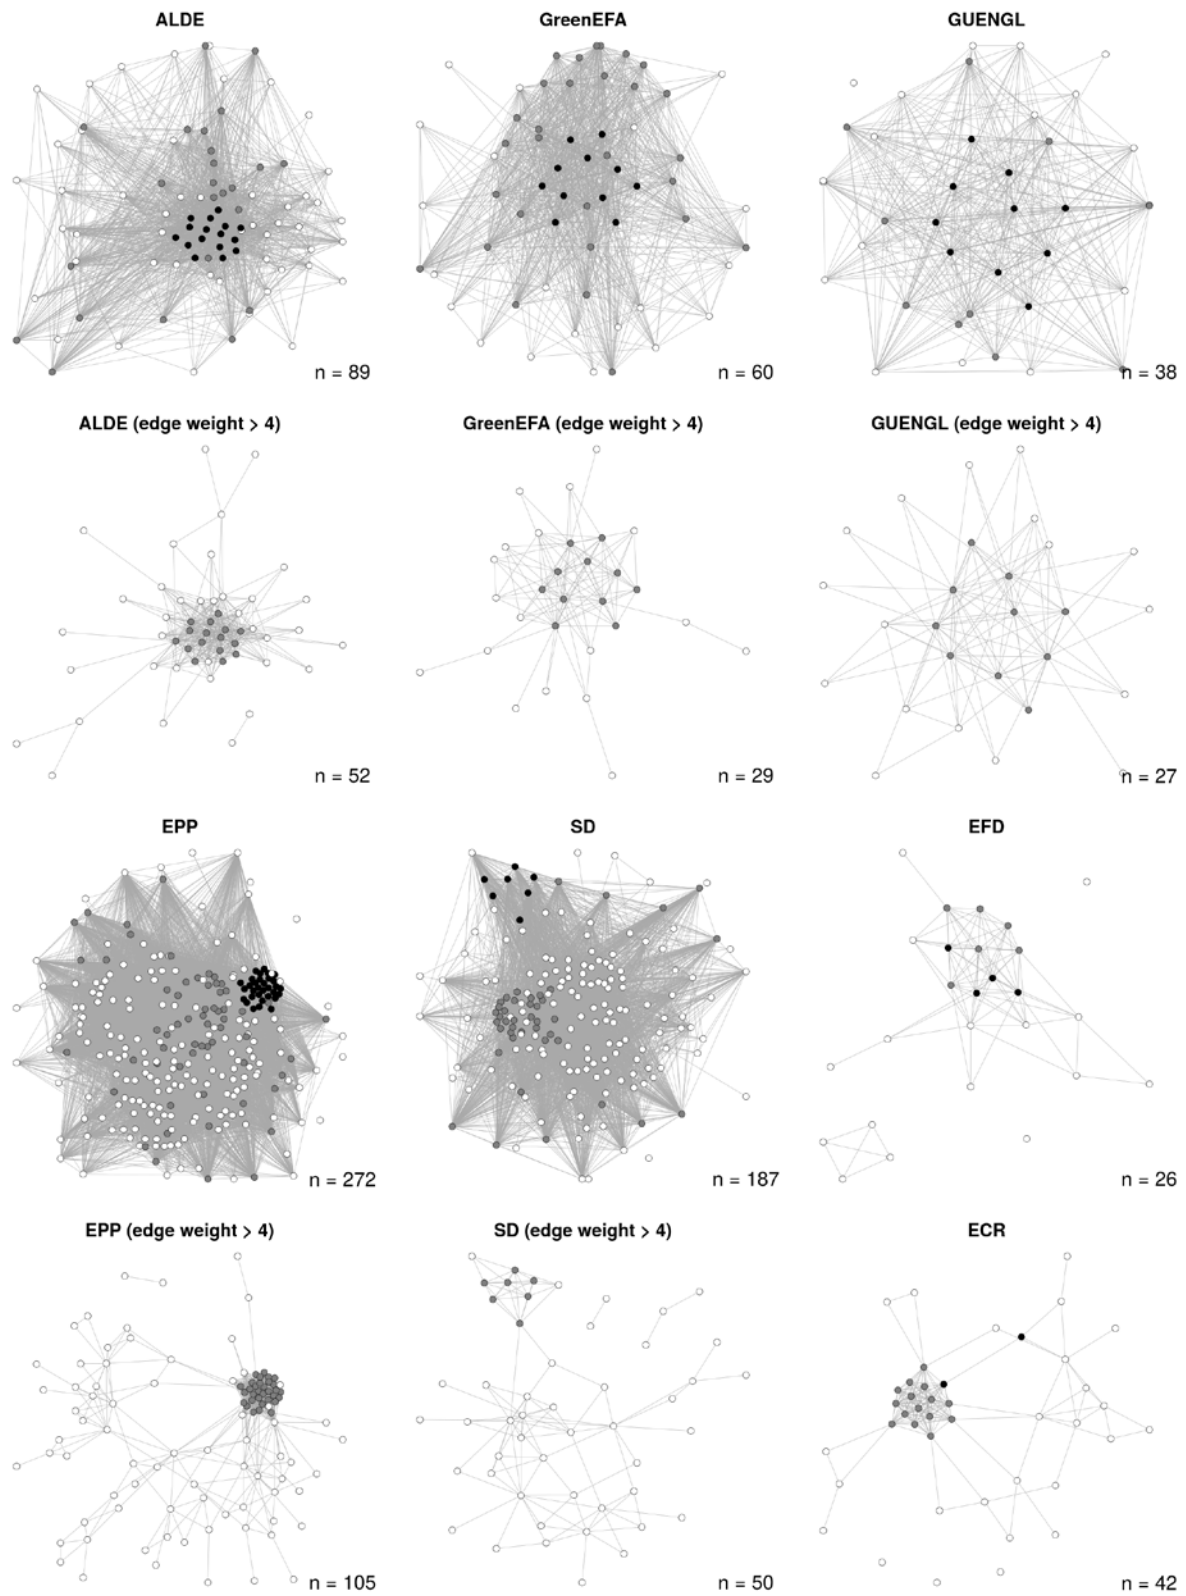 ALDE
GreenEFA
GUENGL
n = 89
n = 60
n = 38
ALDE (edge weight > 4)
GreenEFA (edge weight > 4)
GUENGL (edge weight > 4)
n = 52
n = 29
n = 27
EPP
SD
EFD
n = 272
n = 187
n = 26
EPP (edge weight > 4)
SD (edge weight > 4)
ECR
n = 105
n = 50
n = 42